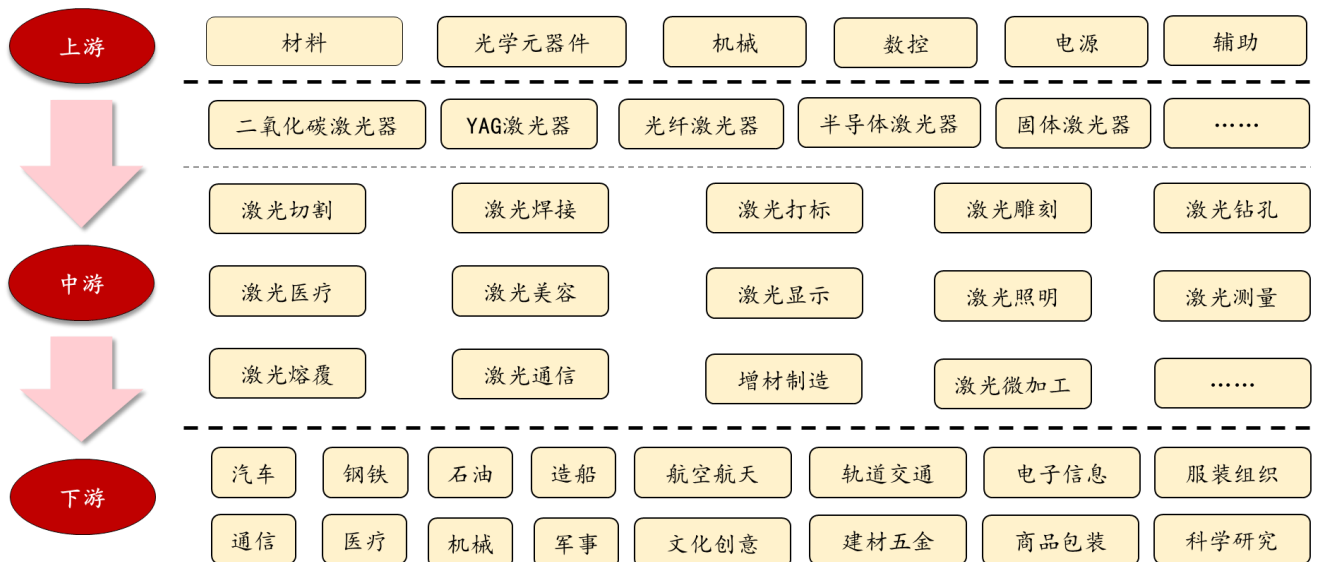 上游 材料 光学元器件 机械 数控 电源 辅助
二氧化碳激光器 YAG激光器 光纤激光器 半导体激光器 固体激光器 ……
激光切割 激光焊接 激光打标 激光雕刻 激光钻孔
中游 激光医疗 激光美容 激光显示 激光照明 激光测量
激光熔覆 激光通信 增材制造 激光微加工 ……
汽车 钢铁 石油 造船 航空航天 轨道交通 电子信息 服装组织
下游
通信 医疗 机械 军事 文化创意 建材五金 商品包装 科学研究